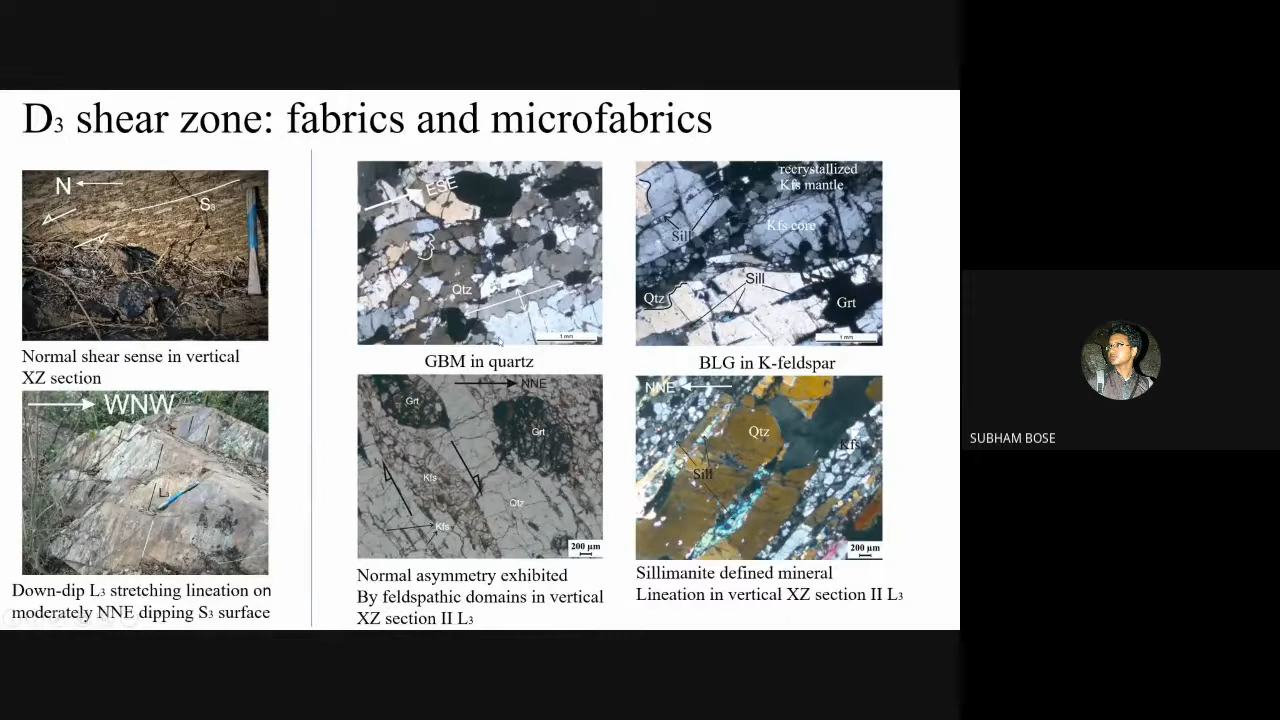 D3 shear zone: fabrics and microfabrics
N
S3
Normal shear sense in vertical
XZ section
WNW
L3
Down-dip L3 stretching lineation on
moderately NNE dipping S3 surface
ESE
Qtz
1 mm
GBM in quartz
recrystallized
Kfs mantle
Kfs core
Sill
Sill
Qtz
Grt
1 mm
BLG in K-feldspar
NNE
Grt
Grt
Kfs
Qtz
Kfs
200 µm
Normal asymmetry exhibited
By feldspathic domains in vertical
XZ section II L3
NNE
Qtz
Kfs
Sill
200 µm
Sillimanite defined mineral
Lineation in vertical XZ section II L3
SUBHAM BOSE